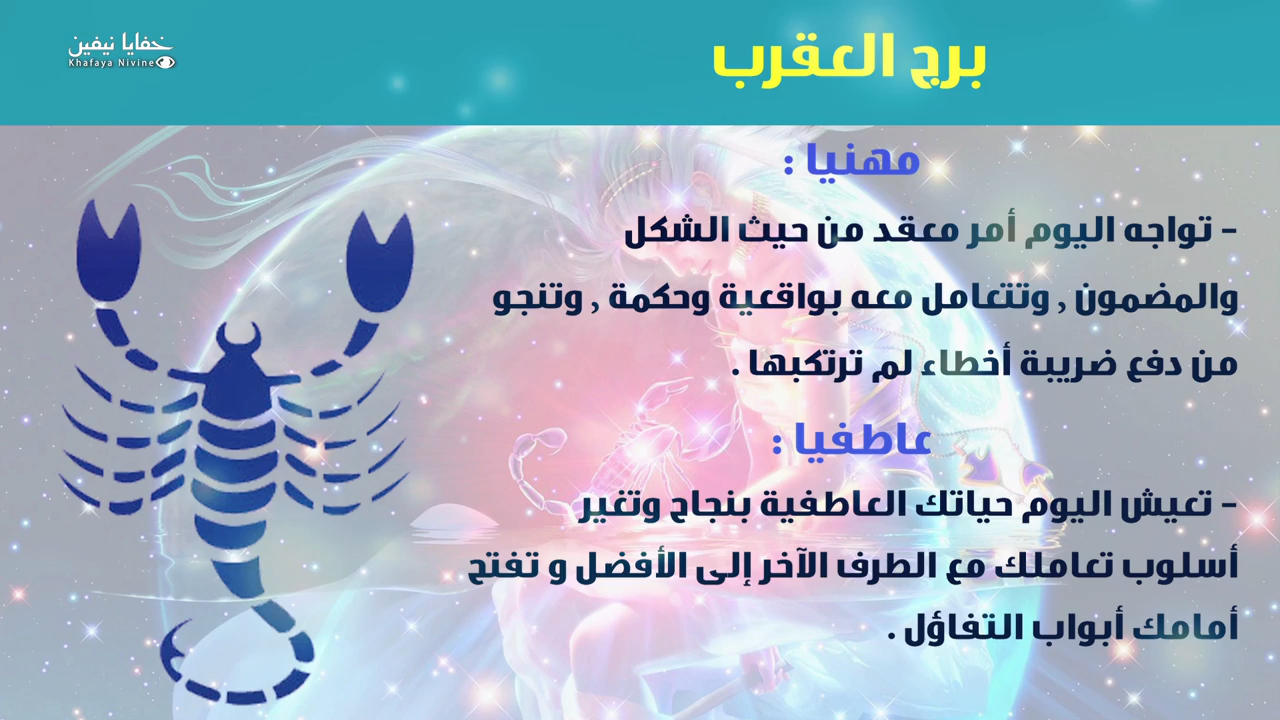 خفايا نيفين
Khafaya Nivine
برج العقرب
مهنيا :
- تواجه اليوم أمر معقد من حيث الشكل
والمضمون , وتتعامل معه بواقعية وحكمة , وتنجو
من دفع ضريبة أخطاء لم ترتكبها .
عاطفيا :
- تعيش اليوم حياتك العاطفية بنجاح وتغير
أسلوب تعاملك مع الطرف الآخر إلى الأفضل و تفتح
أمامك أبواب التفاؤل .